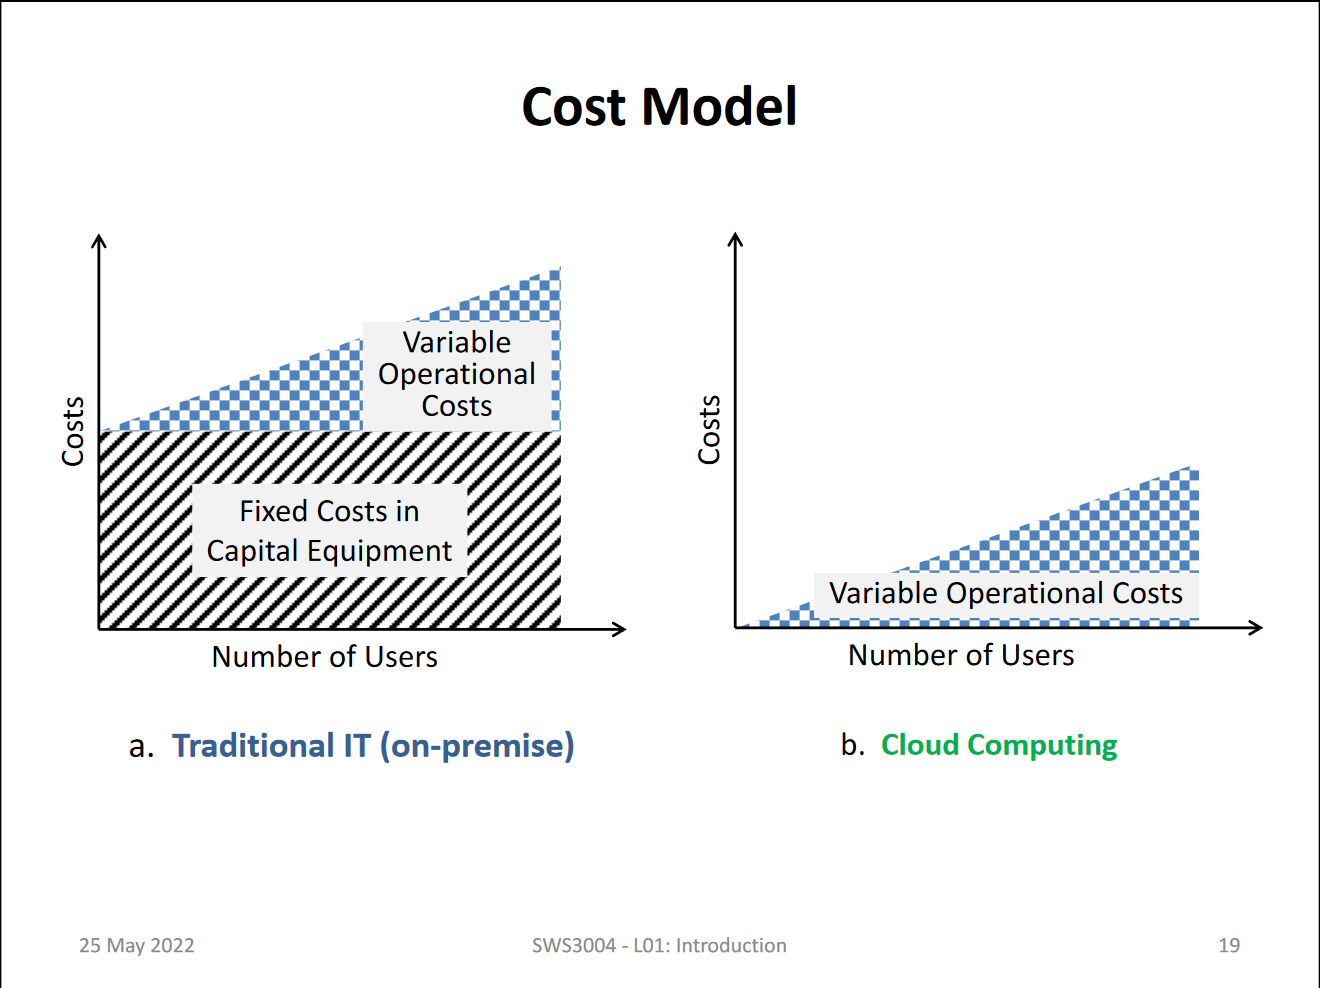 Cost Model
Costs
Variable
Operational
Costs
Fixed Costs in
Capital Equipment
Number of Users
a. Traditional IT (on-premise)
Costs
Variable Operational Costs
Number of Users
b. Cloud Computing
25 May 2022
SWS3004 - L01: Introduction
19